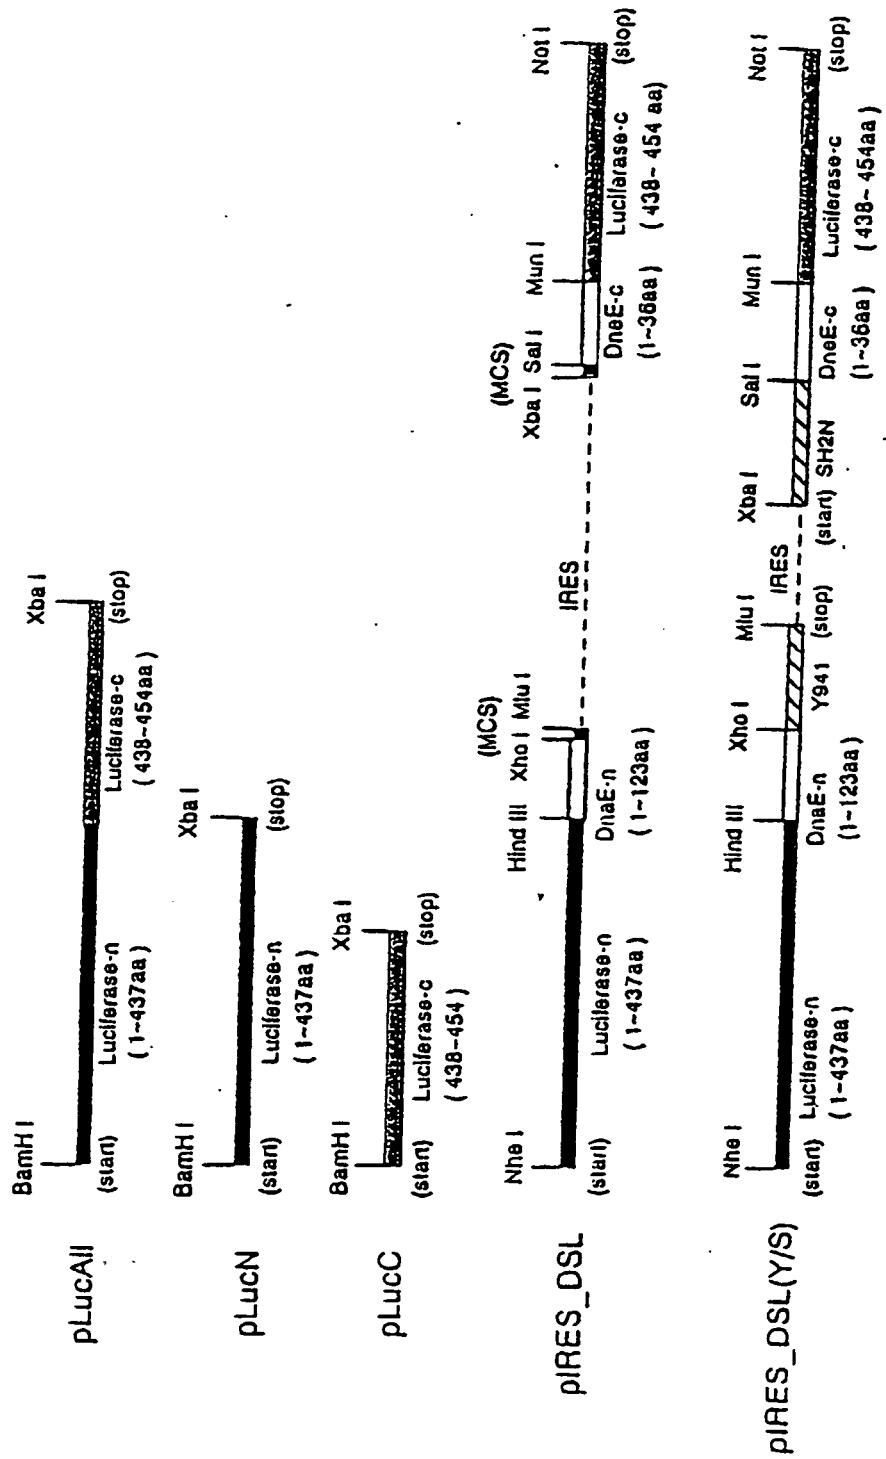 pLucAll
BamH I
Xba I
(start)
Luciferase-n
(1~437aa)
Luciferase-c
(438~454aa)
(stop)
pLucN
BamH I
Xba I
(start)
Luciferase-n
(1~437aa)
(stop)
pLucC
BamH I
Xba I
(start)
Luciferase-c
(438~454)
(stop)
pIRES_DSL
Nhe I
Hind III
(MCS)
Xho I Mlu I
IRES
(MCS)
Xba I Sal I
Mun I
Not I
(start)
Luciferase-n
(1~437aa)
DnaE-n
(1~123aa)
DneE-c
(1~36aa)
Luciferase-c
(438~454 aa)
(stop)
pIRES_DSL(Y/S)
Nhe I
Hind III
Xho I
Mlu I
IRES
Xba I
Sal I
Mun I
Not I
(start)
Luciferase-n
(1~437aa)
DnaE-n
(1~123aa)
Y941
(stop)
(start) SH2N
DneE-c
(1~36aa)
Luciferase-c
(438~454aa)
(stop)